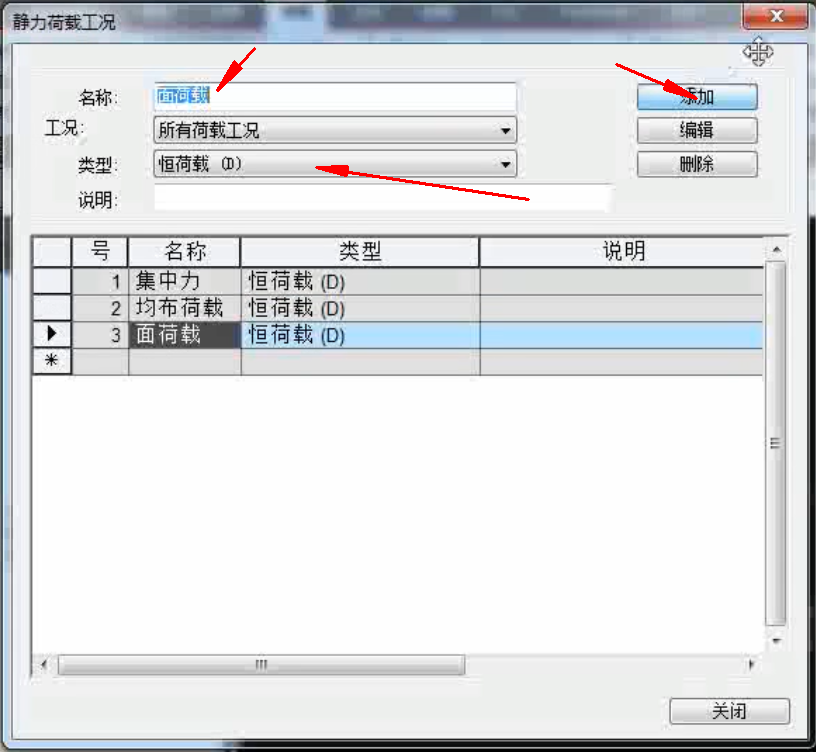 静力荷载工况
名称: 面荷载 添加
工况: 所有荷载工况 编辑
类型: 恒荷载 (D) 删除
说明:
号 名称 类型 说明
1 集中力 恒荷载 (D)
2 均布荷载 恒荷载 (D)
3 面荷载 恒荷载 (D)
*
关闭